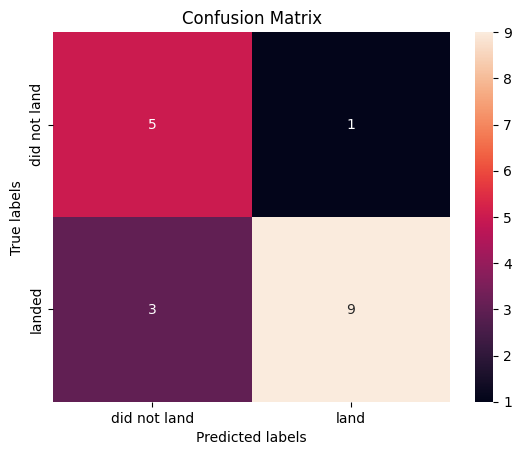 Confusion Matrix
True labels
did not land
landed
5
1
3
9
did not land
land
Predicted labels
9
8
7
6
5
4
3
2
1